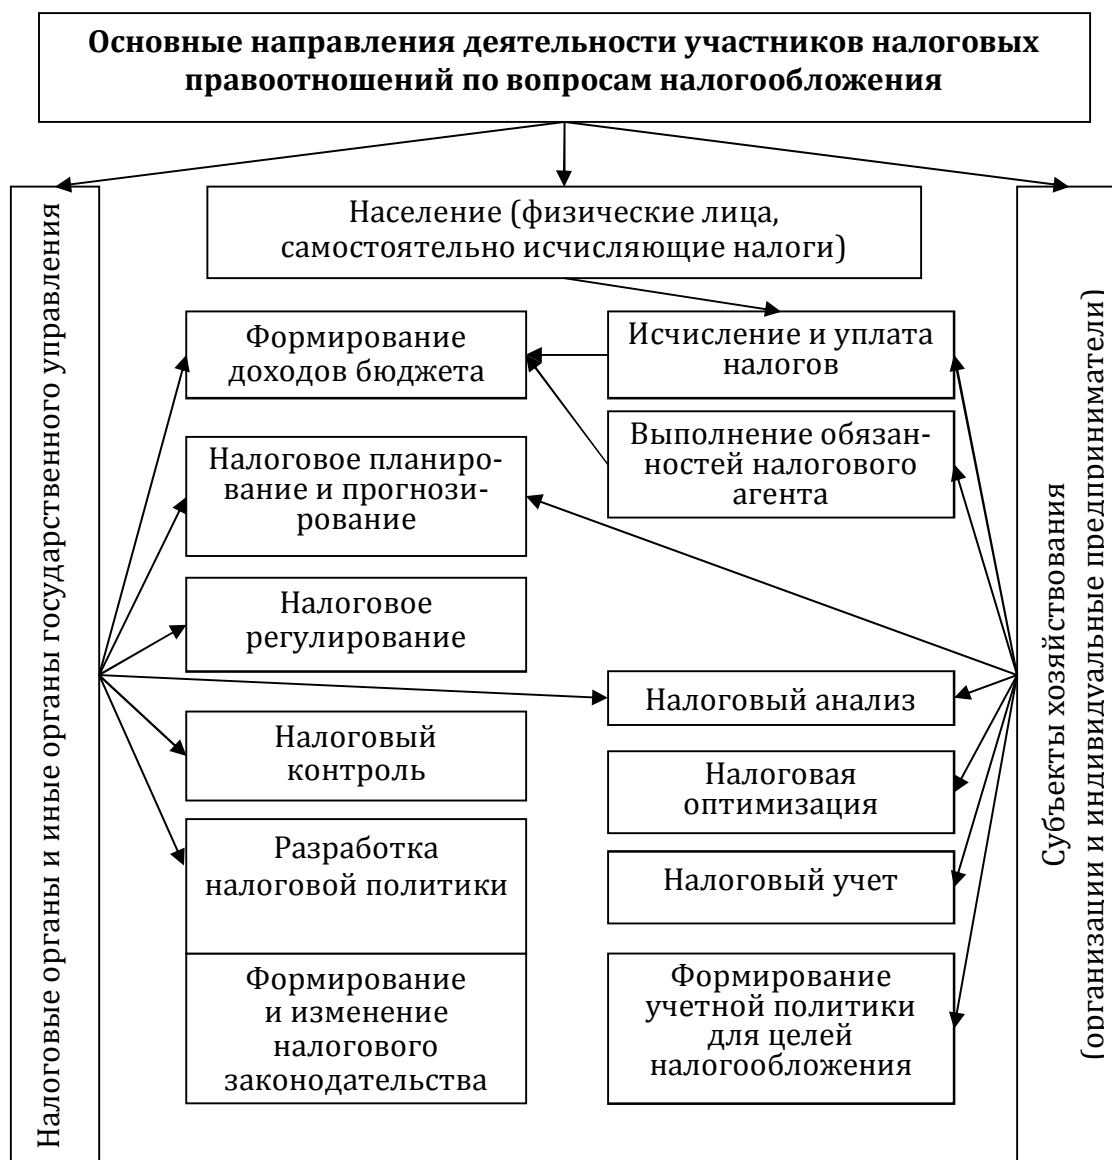 Основные направления деятельности участников налоговых
правоотношений по вопросам налогообложения
Налоговые органы и иные органы государственного управления
Население (физические лица,
самостоятельно исчисляющие налоги)
Формирование
доходов бюджета
Исчисление и уплата
налогов
Выполнение обязан-
ностей налогового
агента
Налоговое планиро-
вание и прогнози-
рование
Налоговое
регулирование
Налоговый анализ
Налоговый
контроль
Налоговая
оптимизация
Разработка
налоговой политики
Налоговый учет
Формирование
и изменение
налогового
законодательства
Формирование
учетной политики
для целей
налогообложения
Субъекты хозяйствования
(организации и индивидуальные предприниматели)